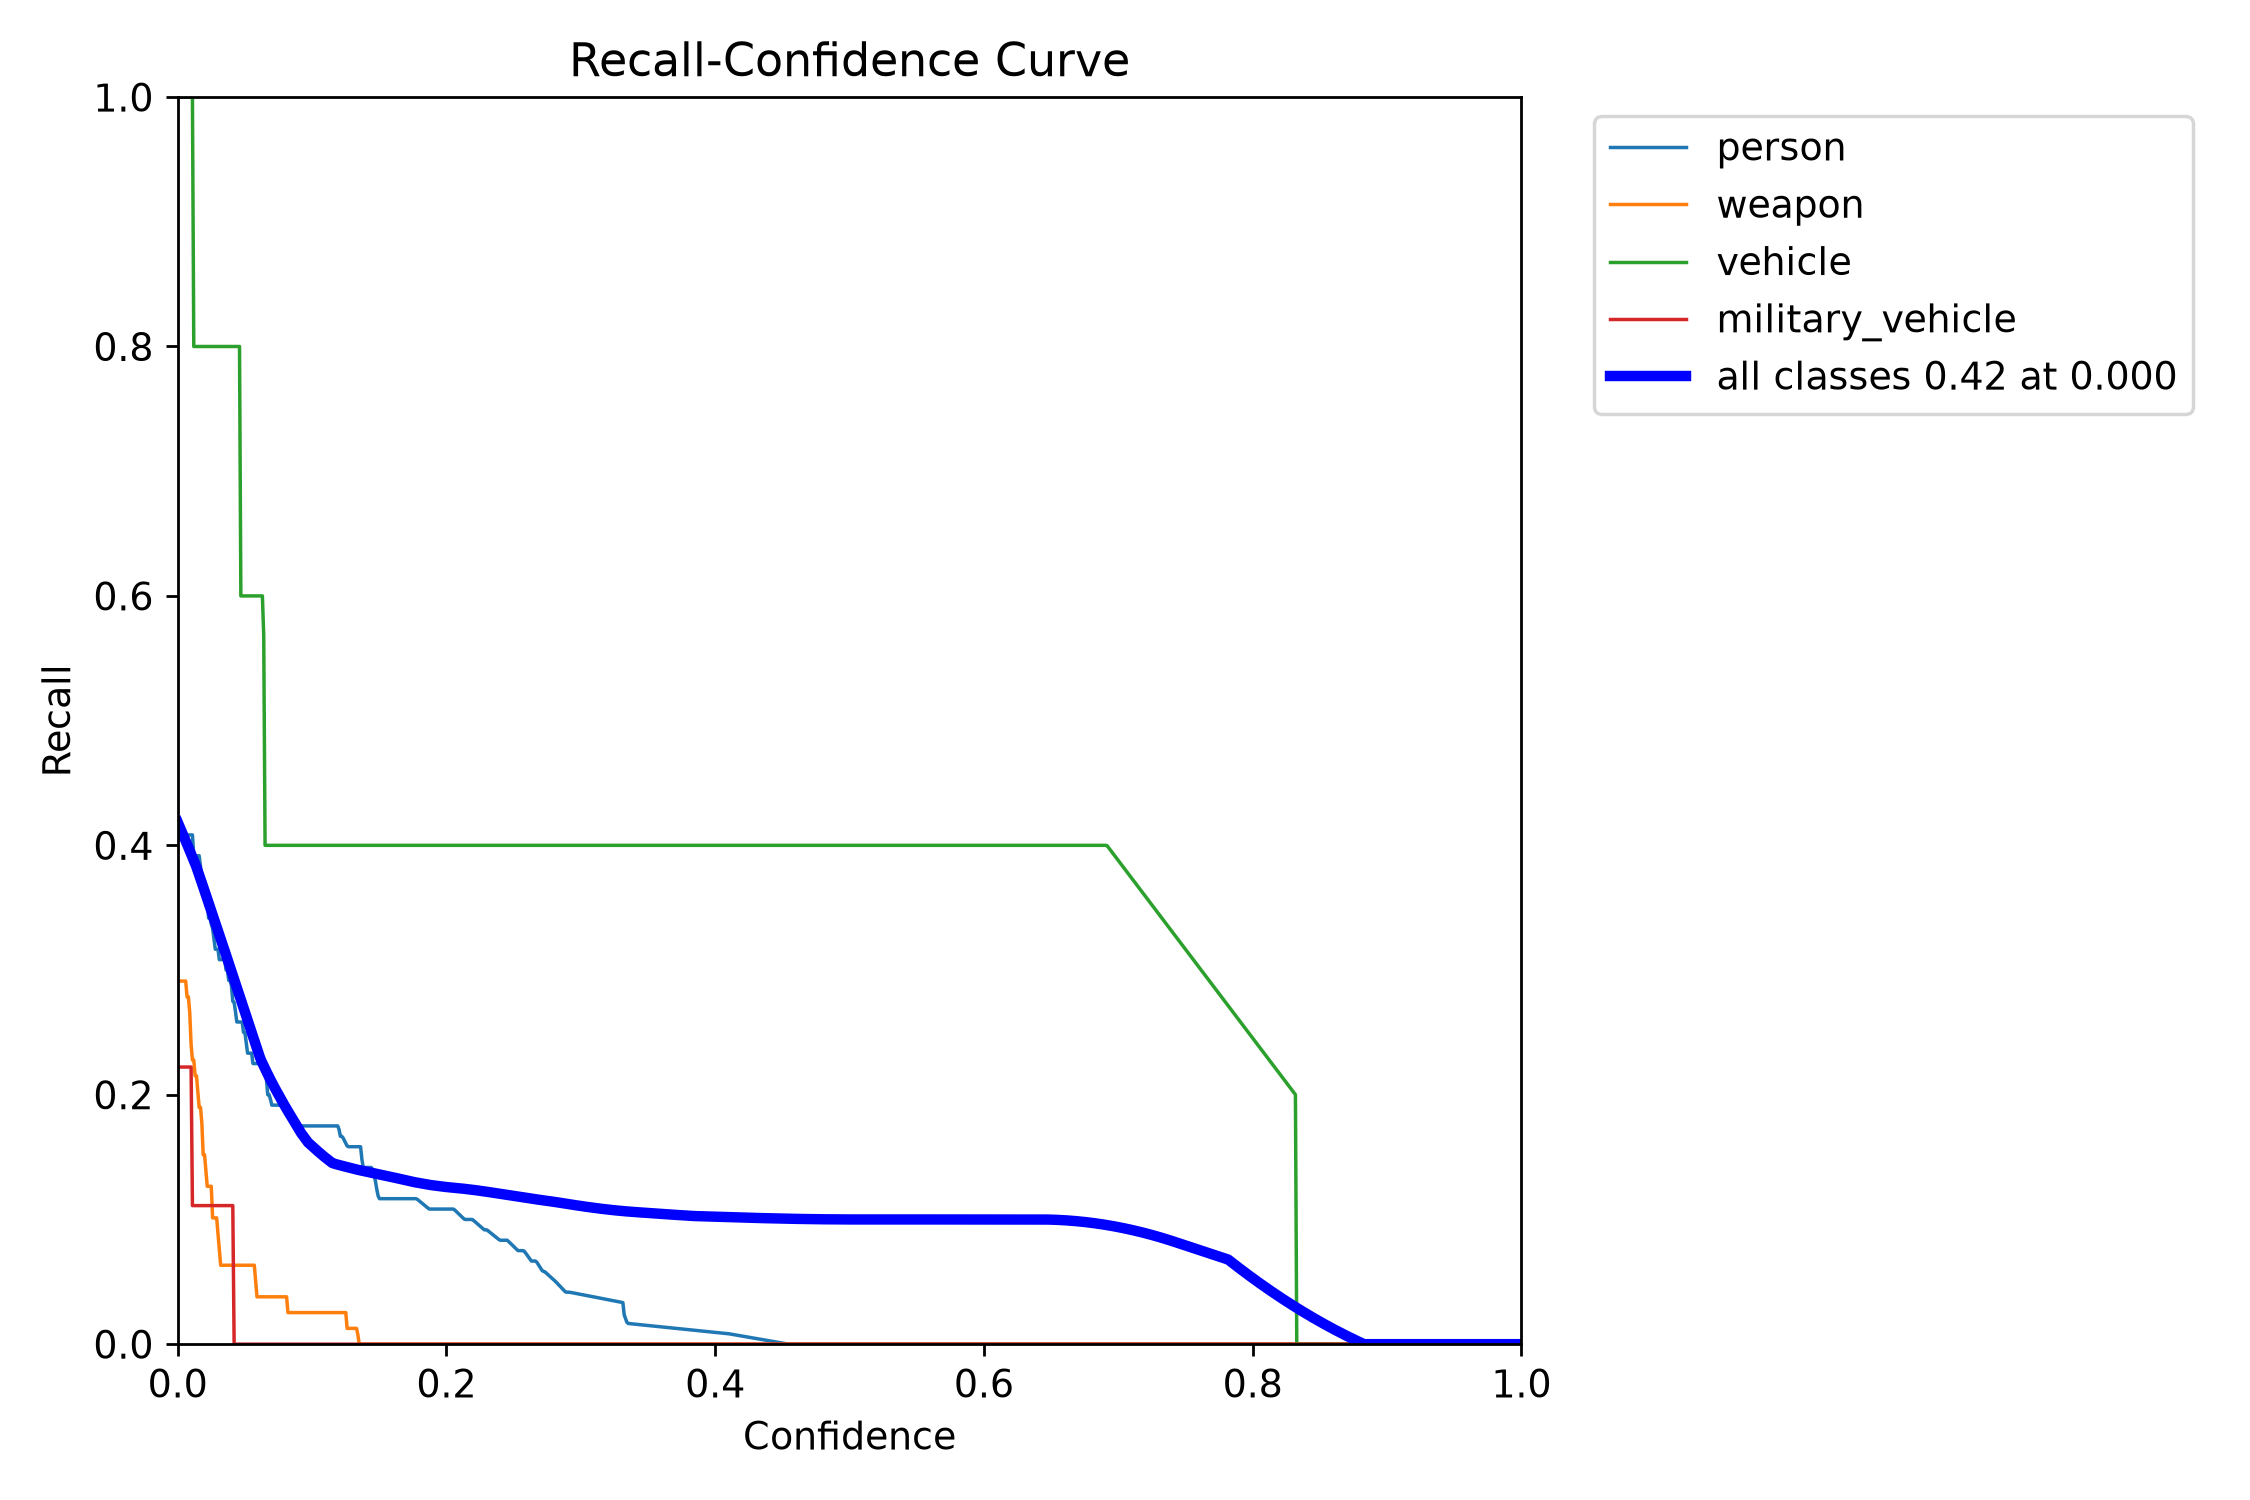 Recall-Confidence Curve
1.0
0.8
0.6
0.4
0.2
0.0
Recall
0.0 0.2 0.4 0.6 0.8 1.0
Confidence
person
weapon
vehicle
military_vehicle
all classes 0.42 at 0.000